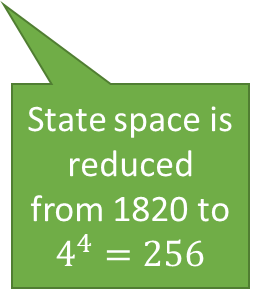 State space is
reduced
from 1820 to
4⁴ = 256